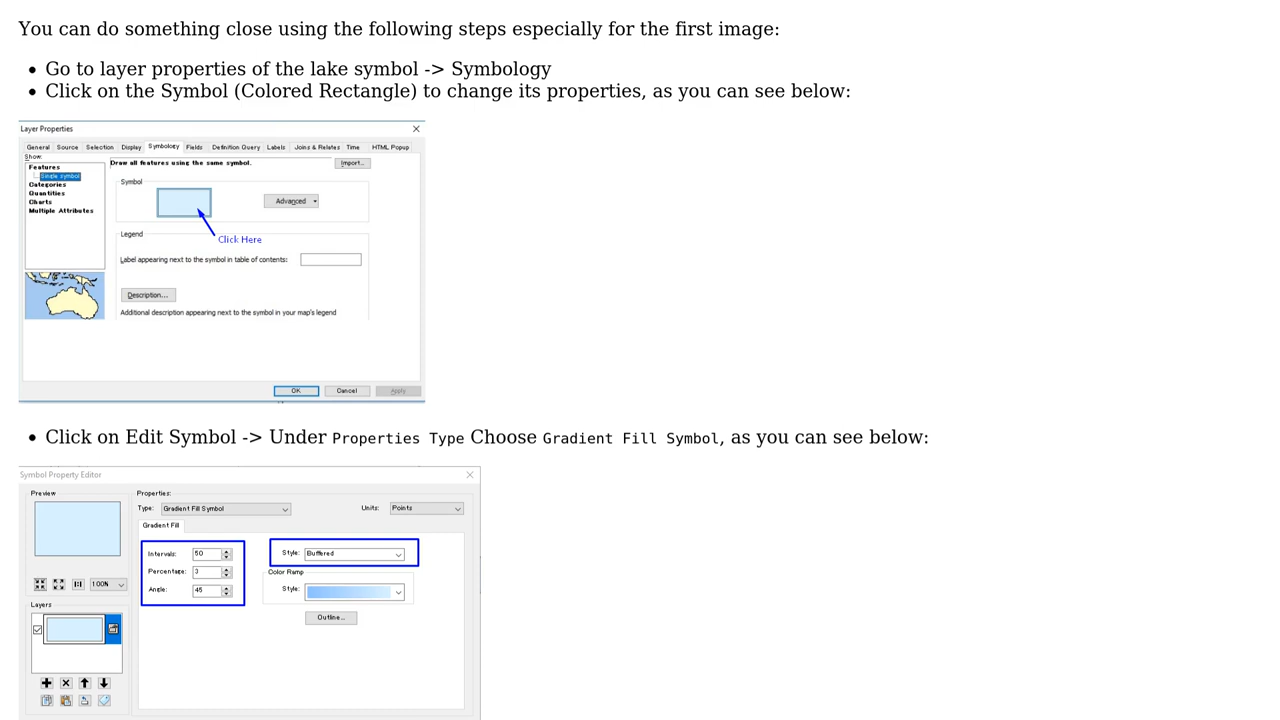 You can do something close using the following steps especially for the first image:
• Go to layer properties of the lake symbol -> Symbology
• Click on the Symbol (Colored Rectangle) to change its properties, as you can see below:
Layer Properties
General Source Selection Display Symbology Fields Definition Query Labels Joins & Relates Time HTML Popup
Show:
Features
Single symbol
Categories
Quantities
Charts
Multiple Attributes
Draw all features using the same symbol.
Import...
Symbol
Advanced
Click Here
Legend
Label appearing next to the symbol in table of contents:
Description...
Additional description appearing next to the symbol in your map's legend
OK Cancel Apply
• Click on Edit Symbol -> Under Properties Type Choose Gradient Fill Symbol, as you can see below:
Symbol Property Editor
Preview
1:1 100%
Layers
Properties:
Type: Gradient Fill Symbol Units: Points
Gradient Fill
Intervals: 50
Percentage: 3
Angle: 45
Style: Buffered
Color Ramp
Style:
Outline...